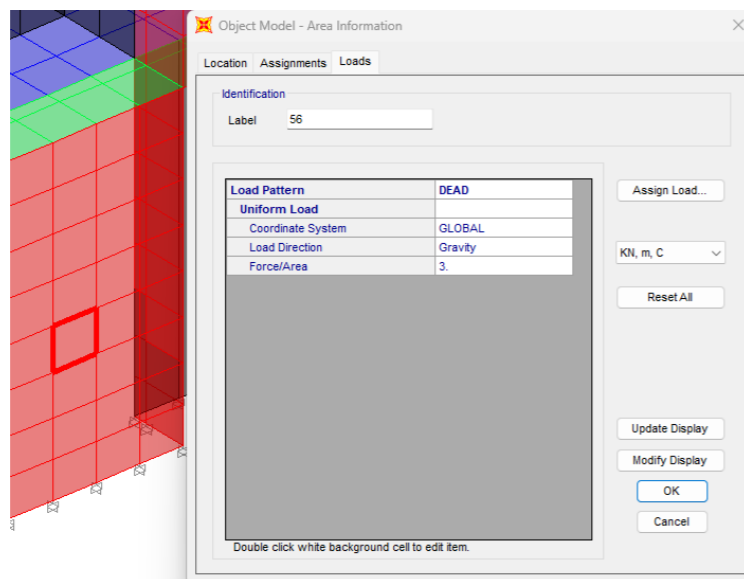 Object Model - Area Information
Location Assignments Loads
Identification
Label 56
Load Pattern DEAD
Uniform Load
Coordinate System GLOBAL
Load Direction Gravity
Force/Area 3.
Double click white background cell to edit item.
Assign Load...
KN, m, C
Reset All
Update Display
Modify Display
OK
Cancel